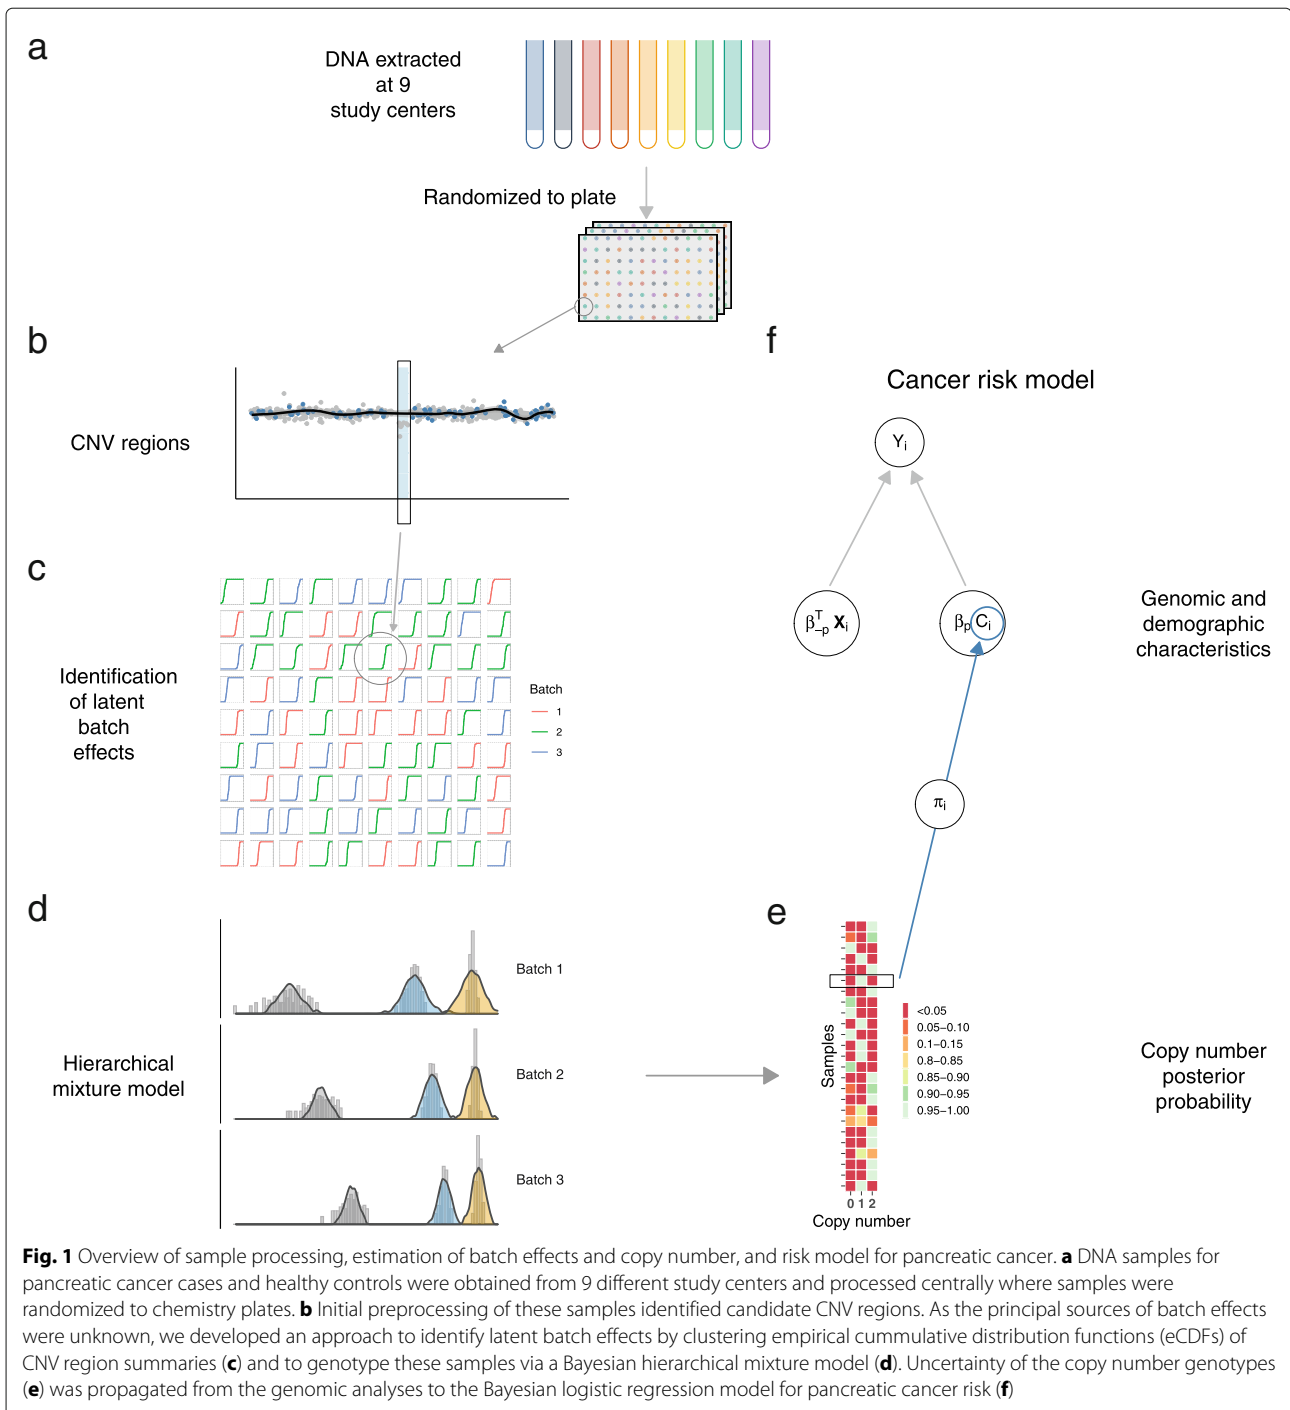 a
DNA extracted
at 9
study centers
Randomized to plate
b
CNV regions
c
Identification
of latent
batch
effects
Batch
1
2
3
d
Hierarchical
mixture model
Batch 1
Batch 2
Batch 3
e
Samples
0 1 2
Copy number
<0.05
0.05–0.10
0.1–0.15
0.8–0.85
0.85–0.90
0.90–0.95
0.95–1.00
Copy number
posterior
probability
f
Cancer risk model
Yi
βT−p Xi
βp Ci
Genomic and
demographic
characteristics
πi
Fig. 1 Overview of sample processing, estimation of batch effects and copy number, and risk model for pancreatic cancer. a DNA samples for
pancreatic cancer cases and healthy controls were obtained from 9 different study centers and processed centrally where samples were
randomized to chemistry plates. b Initial preprocessing of these samples identified candidate CNV regions. As the principal sources of batch effects
were unknown, we developed an approach to identify latent batch effects by clustering empirical cummulative distribution functions (eCDFs) of
CNV region summaries (c) and to genotype these samples via a Bayesian hierarchical mixture model (d). Uncertainty of the copy number genotypes
(e) was propagated from the genomic analyses to the Bayesian logistic regression model for pancreatic cancer risk (f)